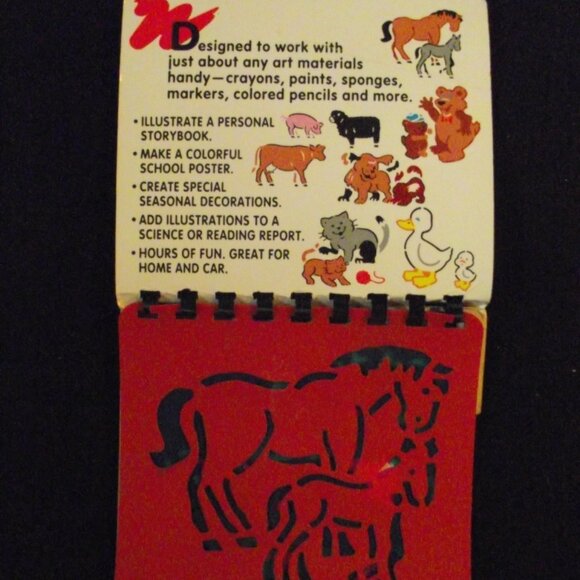 Designed to work with
just about any art materials
handy—crayons, paints, sponges,
markers, colored pencils and more.
• ILLUSTRATE A PERSONAL
STORYBOOK.
• MAKE A COLORFUL
SCHOOL POSTER.
• CREATE SPECIAL
SEASONAL DECORATIONS.
• ADD ILLUSTRATIONS TO A
SCIENCE OR READING REPORT.
• HOURS OF FUN. GREAT FOR
HOME AND CAR.